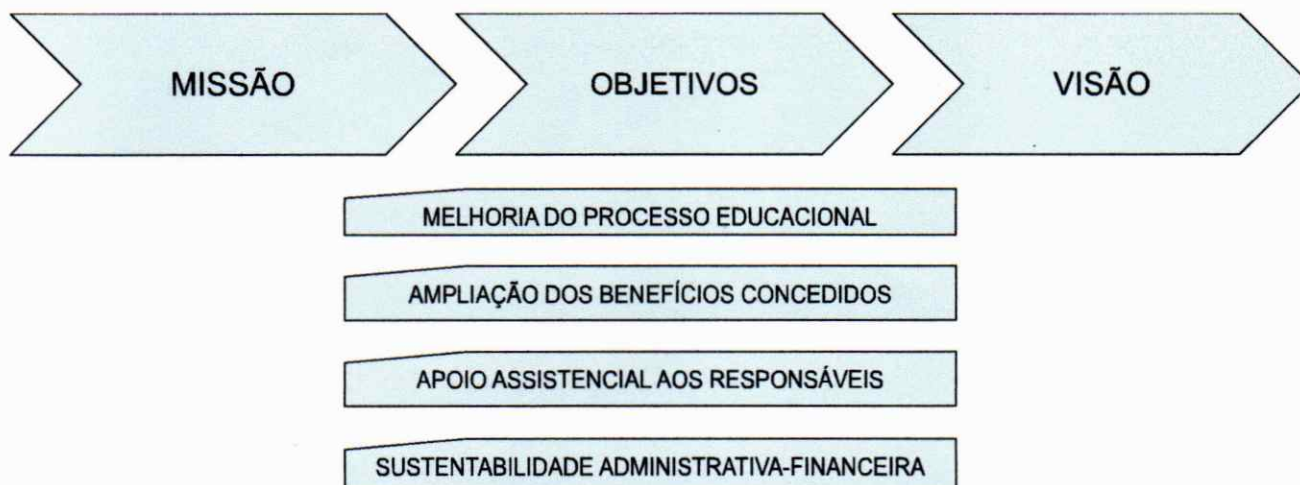 MISSÃO
OBJETIVOS
VISÃO
MELHORIA DO PROCESSO EDUCACIONAL
AMPLIAÇÃO DOS BENEFÍCIOS CONCEDIDOS
APOIO ASSISTENCIAL AOS RESPONSÁVEIS
SUSTENTABILIDADE ADMINISTRATIVA-FINANCEIRA